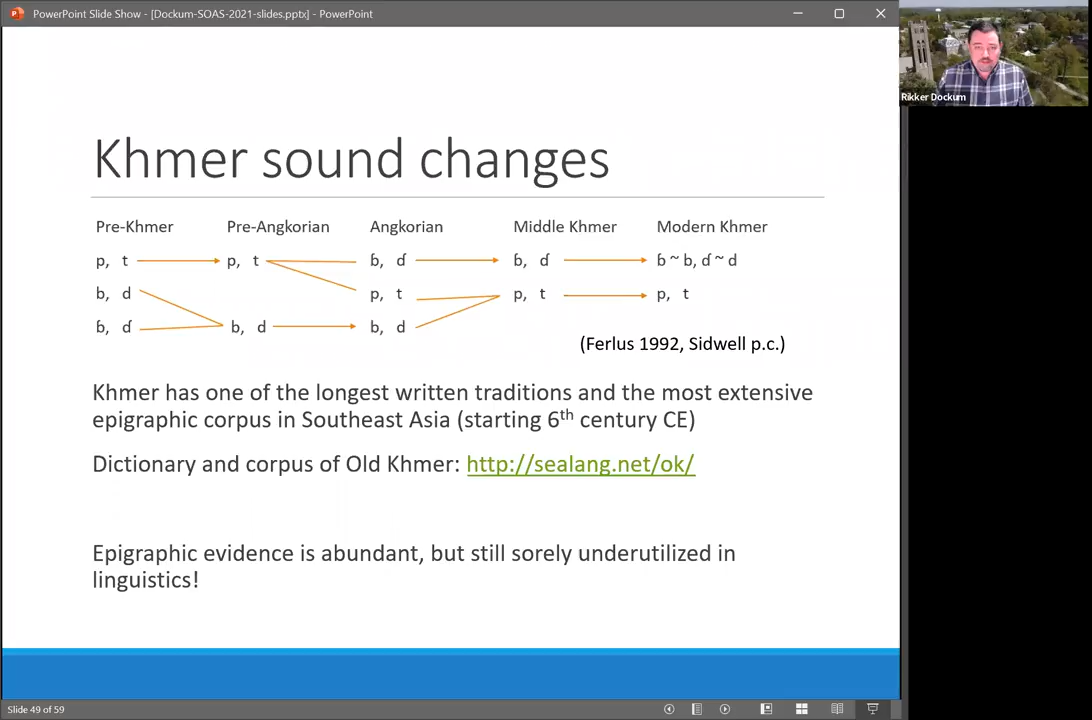 PowerPoint Slide Show - [Dockum-SOAS-2021-slides.pptx] - PowerPoint
Rikker Dockum
Khmer sound changes
Pre-Khmer Pre-Angkorian Angkorian Middle Khmer Modern Khmer
p, t p, t ɓ, ɗ ɓ, ɗ ɓ ~ b, ɗ ~ d
b, d p, t p, t p, t
ɓ, ɗ b, d b, d
(Ferlus 1992, Sidwell p.c.)
Khmer has one of the longest written traditions and the most extensive
epigraphic corpus in Southeast Asia (starting 6th century CE)
Dictionary and corpus of Old Khmer: http://sealang.net/ok/
Epigraphic evidence is abundant, but still sorely underutilized in
linguistics!
Slide 49 of 59